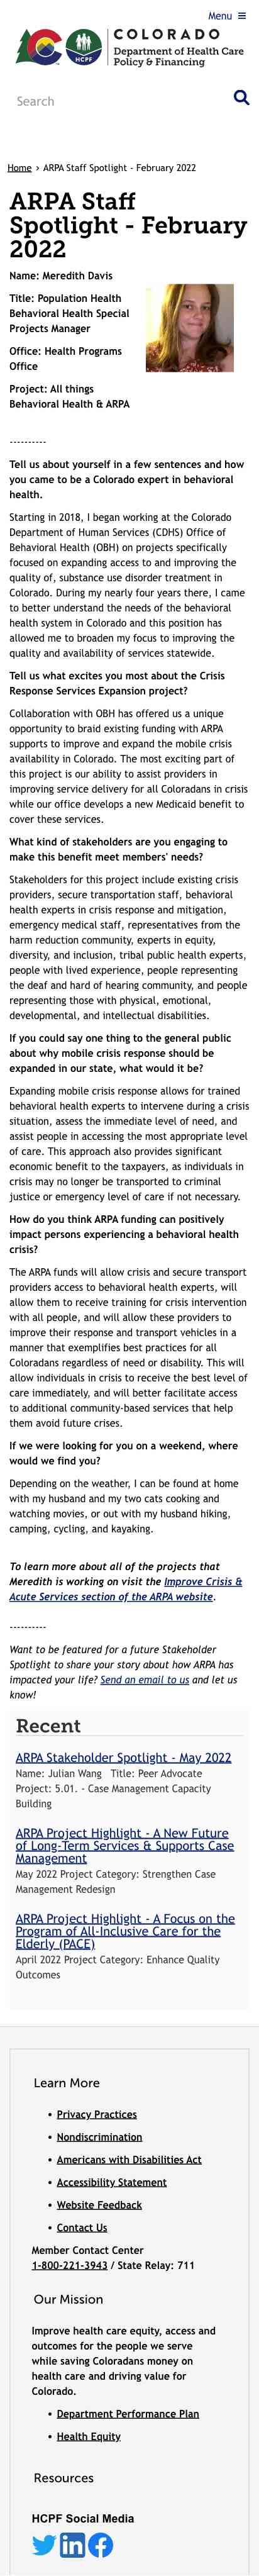 Menu ≡
COLORADO
Department of Health Care
Policy & Financing
HCPF
Search
Home › ARPA Staff Spotlight - February 2022
ARPA Staff
Spotlight - February
2022
Name: Meredith Davis
Title: Population Health
Behavioral Health Special
Projects Manager
Office: Health Programs
Office
Project: All things
Behavioral Health & ARPA
----------
Tell us about yourself in a few sentences and how
you came to be a Colorado expert in behavioral
health.
Starting in 2018, I began working at the Colorado
Department of Human Services (CDHS) Office of
Behavioral Health (OBH) on projects specifically
focused on expanding access to and improving the
quality of, substance use disorder treatment in
Colorado. During my nearly four years there, I came
to better understand the needs of the behavioral
health system in Colorado and this position has
allowed me to broaden my focus to improving the
quality and availability of services statewide.
Tell us what excites you most about the Crisis
Response Services Expansion project?
Collaboration with OBH has offered us a unique
opportunity to braid existing funding with ARPA
supports to improve and expand the mobile crisis
availability in Colorado. The most exciting part of
this project is our ability to assist providers in
improving service delivery for all Coloradans in crisis
while our office develops a new Medicaid benefit to
cover these services.
What kind of stakeholders are you engaging to
make this benefit meet members' needs?
Stakeholders for this project include existing crisis
providers, secure transportation staff, behavioral
health experts in crisis response and mitigation,
emergency medical staff, representatives from the
harm reduction community, experts in equity,
diversity, and inclusion, tribal public health experts,
people with lived experience, people representing
the deaf and hard of hearing community, and people
representing those with physical, emotional,
developmental, and intellectual disabilities.
If you could say one thing to the general public
about why mobile crisis response should be
expanded in our state, what would it be?
Expanding mobile crisis response allows for trained
behavioral health experts to intervene during a crisis
situation, assess the immediate level of need, and
assist people in accessing the most appropriate level
of care. This approach also provides significant
economic benefit to the taxpayers, as individuals in
crisis may no longer be transported to criminal
justice or emergency level of care if not necessary.
How do you think ARPA funding can positively
impact persons experiencing a behavioral health
crisis?
The ARPA funds will allow crisis and secure transport
providers access to behavioral health experts, will
allow them to receive training for crisis intervention
with all people, and will allow these providers to
improve their response and transport vehicles in a
manner that exemplifies best practices for all
Coloradans regardless of need or disability. This will
allow individuals in crisis to receive the best level of
care immediately, and will better facilitate access
to additional community-based services that help
them avoid future crises.
If we were looking for you on a weekend, where
would we find you?
Depending on the weather, I can be found at home
with my husband and my two cats cooking and
watching movies, or out with my husband hiking,
camping, cycling, and kayaking.
To learn more about all of the projects that
Meredith is working on visit the Improve Crisis &
Acute Services section of the ARPA website.
----------
Want to be featured for a future Stakeholder
Spotlight to share your story about how ARPA has
impacted your life? Send an email to us and let us
know!
Recent
ARPA Stakeholder Spotlight - May 2022
Name: Julian Wang Title: Peer Advocate
Project: 5.01. - Case Management Capacity
Building
ARPA Project Highlight - A New Future
of Long-Term Services & Supports Case
Management
May 2022 Project Category: Strengthen Case
Management Redesign
ARPA Project Highlight - A Focus on the
Program of All-Inclusive Care for the
Elderly (PACE)
April 2022 Project Category: Enhance Quality
Outcomes
Learn More
• Privacy Practices
• Nondiscrimination
• Americans with Disabilities Act
• Accessibility Statement
• Website Feedback
• Contact Us
Member Contact Center
1-800-221-3943 / State Relay: 711
Our Mission
Improve health care equity, access and
outcomes for the people we serve
while saving Coloradans money on
health care and driving value for
Colorado.
• Department Performance Plan
• Health Equity
Resources
HCPF Social Media